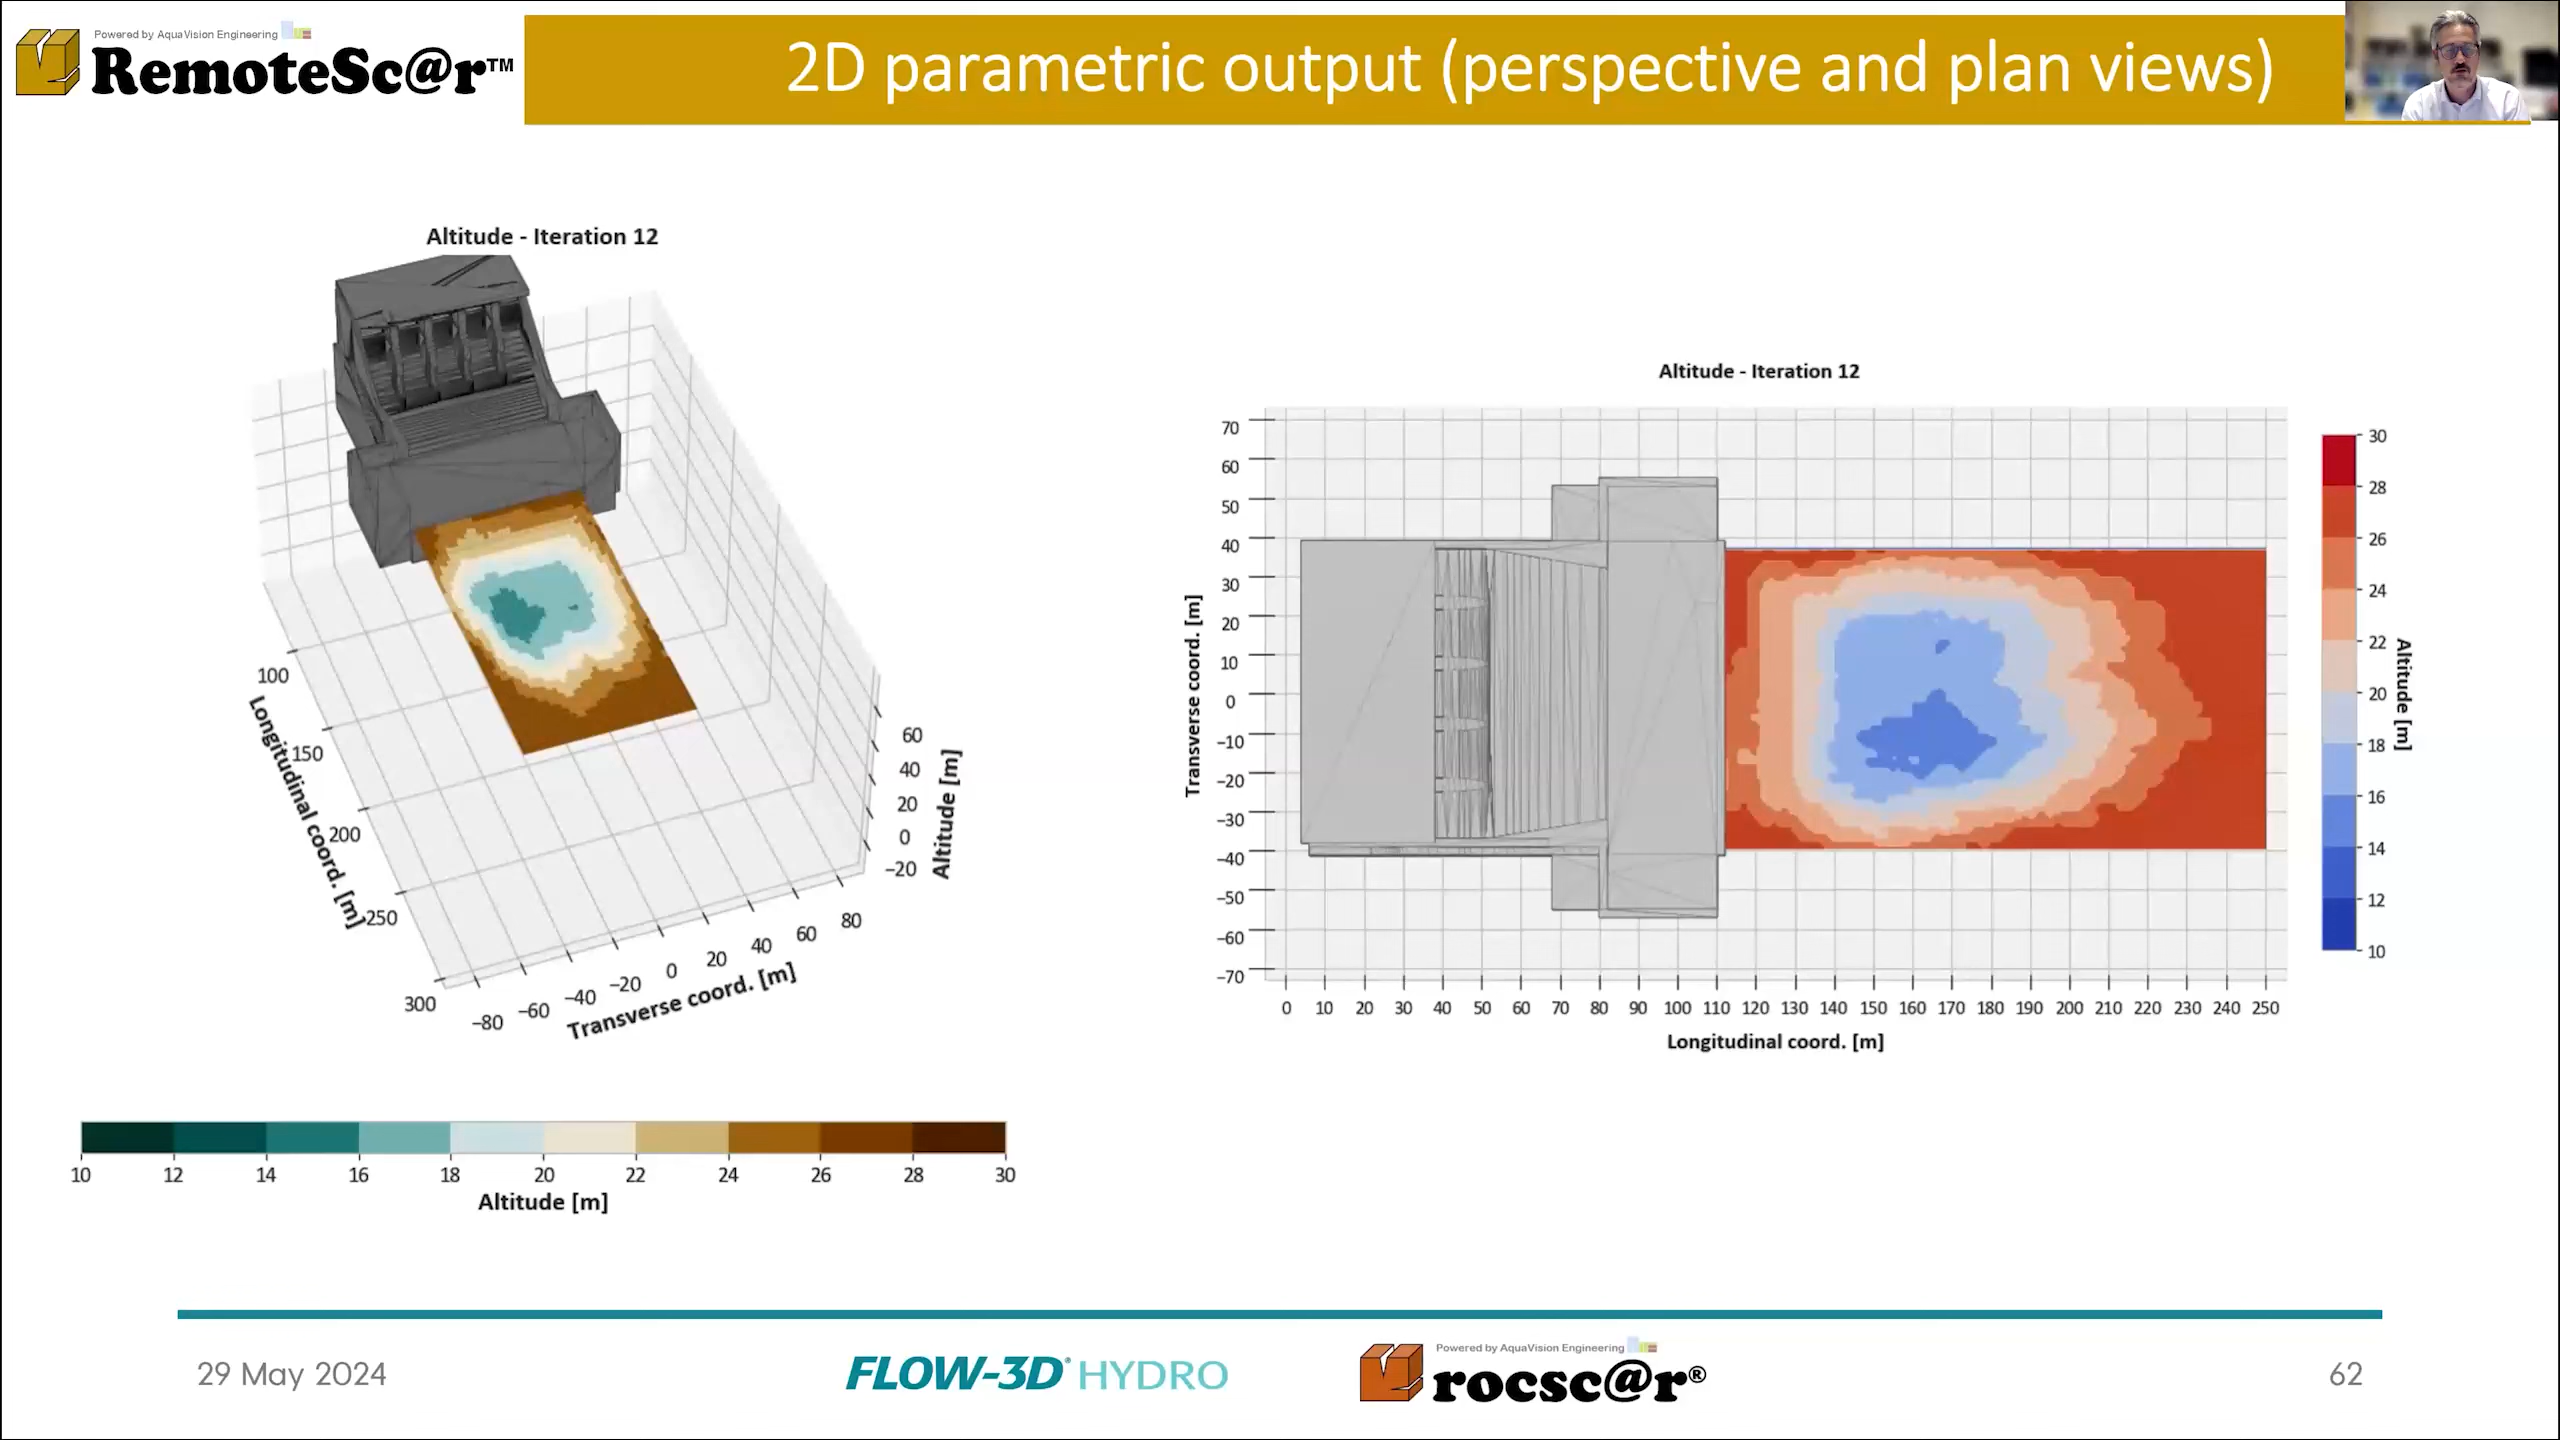 Powered by AquaVision Engineering
RemoteSc@r™
2D parametric output (perspective and plan views)
Altitude - Iteration 12
100
150
200
250
300
Longitudinal coord. [m]
−80
−60
−40
−20
0
20
40
60
80
Transverse coord. [m]
60
40
20
0
−20
Altitude [m]
10 12 14 16 18 20 22 24 26 28 30
Altitude [m]
Altitude - Iteration 12
70
60
50
40
30
20
10
0
−10
−20
−30
−40
−50
−60
−70
Transverse coord. [m]
0 10 20 30 40 50 60 70 80 90 100 110 120 130 140 150 160 170 180 190 200 210 220 230 240 250
Longitudinal coord. [m]
30
28
26
24
22
20
18
16
14
12
10
Altitude [m]
29 May 2024
FLOW-3D® HYDRO
Powered by AquaVision Engineering
rocsc@r®
62